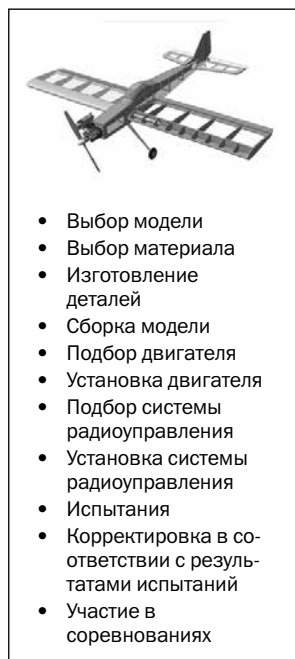 • Выбор модели
• Выбор материала
• Изготовление
деталей
• Сборка модели
• Подбор двигателя
• Установка двигателя
• Подбор системы
радиоуправления
• Установка системы
радиоуправления
• Испытания
• Корректировка в со-
ответствии с резуль-
татами испытаний
• Участие в
соревнованиях